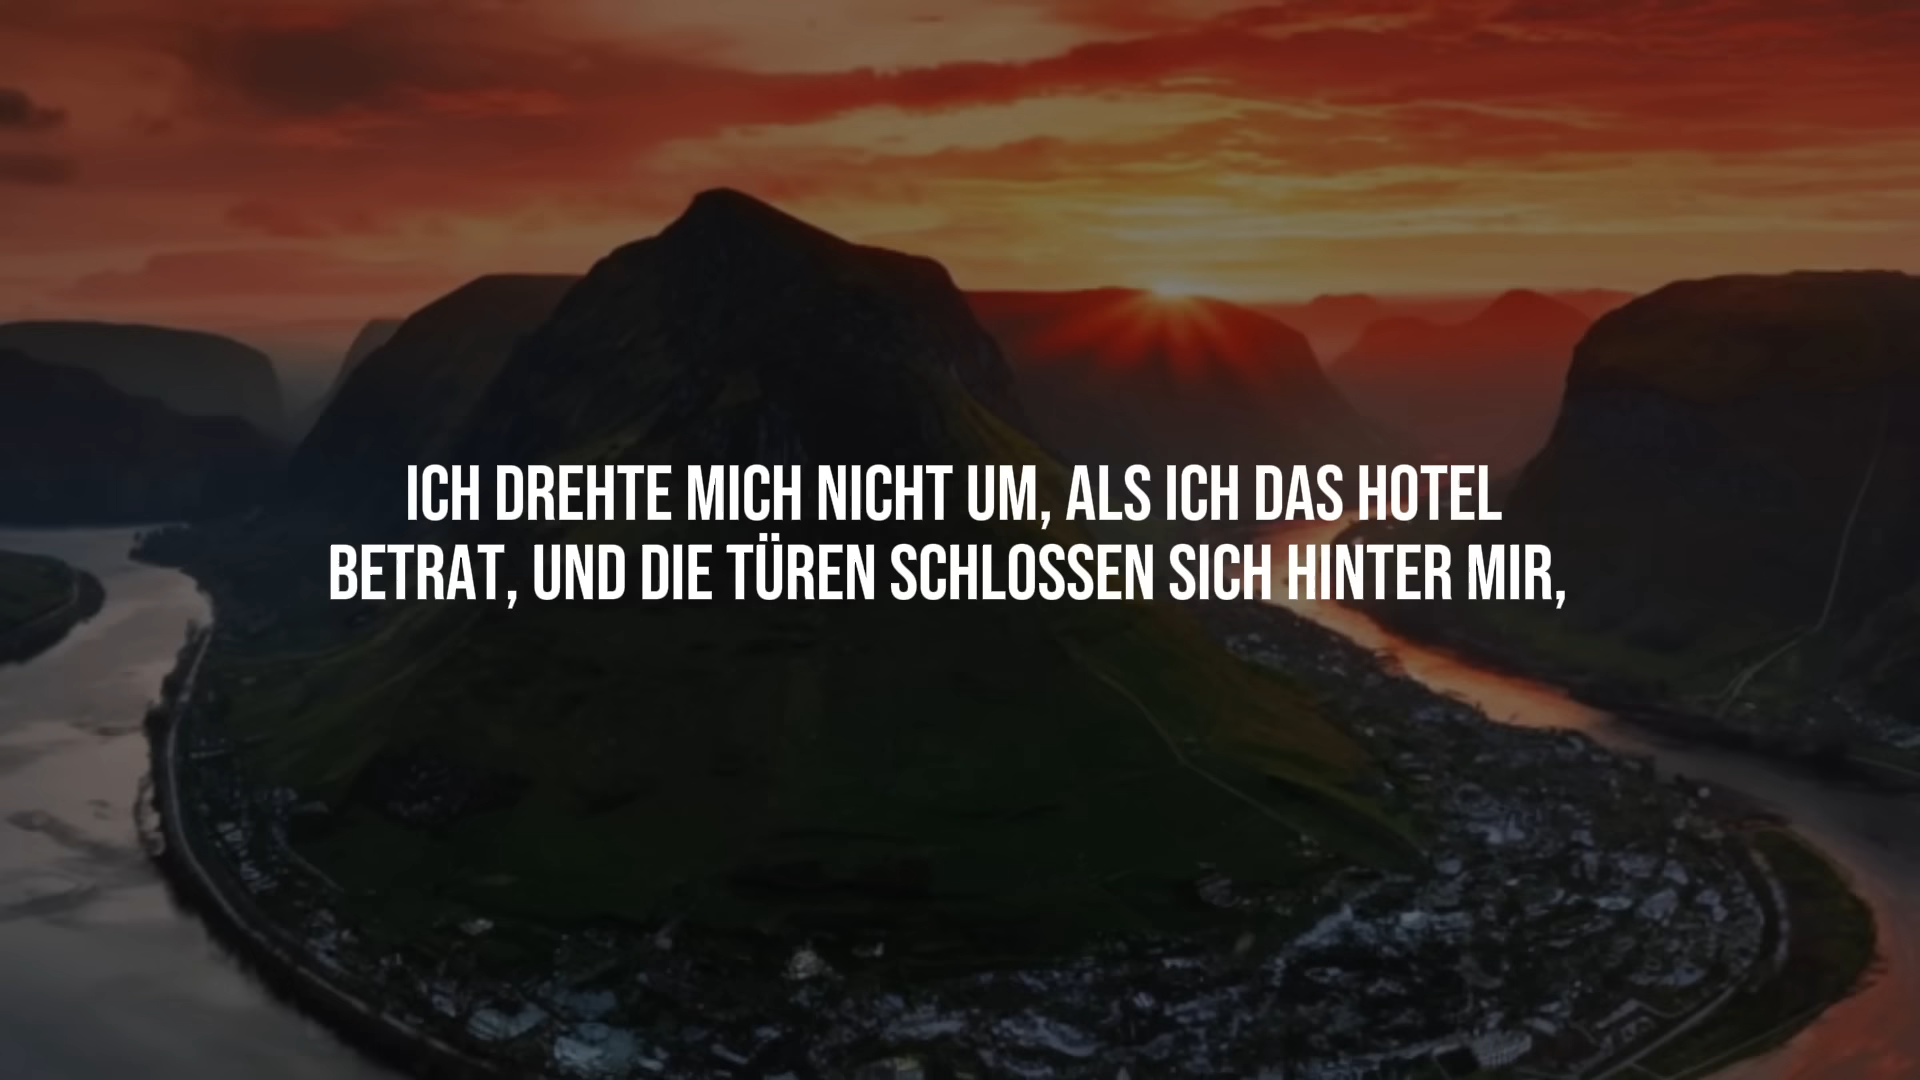 ICH DREHTE MICH NICHT UM, ALS ICH DAS HOTEL
BETRAT, UND DIE TÜREN SCHLOSSEN SICH HINTER MIR,